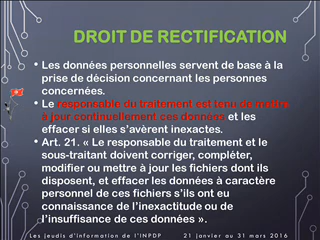 DROIT DE RECTIFICATION
• Les données personnelles servent de base à la
prise de décision concernant les personnes
concernées.
• Le responsable du traitement est tenu de mettre
à jour continuellement ces données et les
effacer si elles s'avèrent inexactes.
• Art. 21. « Le responsable du traitement et le
sous-traitant doivent corriger, compléter,
modifier ou mettre à jour les fichiers dont ils
disposent, et effacer les données à caractère
personnel de ces fichiers s'ils ont eu
connaissance de l'inexactitude ou de
l'insuffisance de ces données ».
Les jeudis d'information de l'INPDP 21 janvier au 31 mars 2016